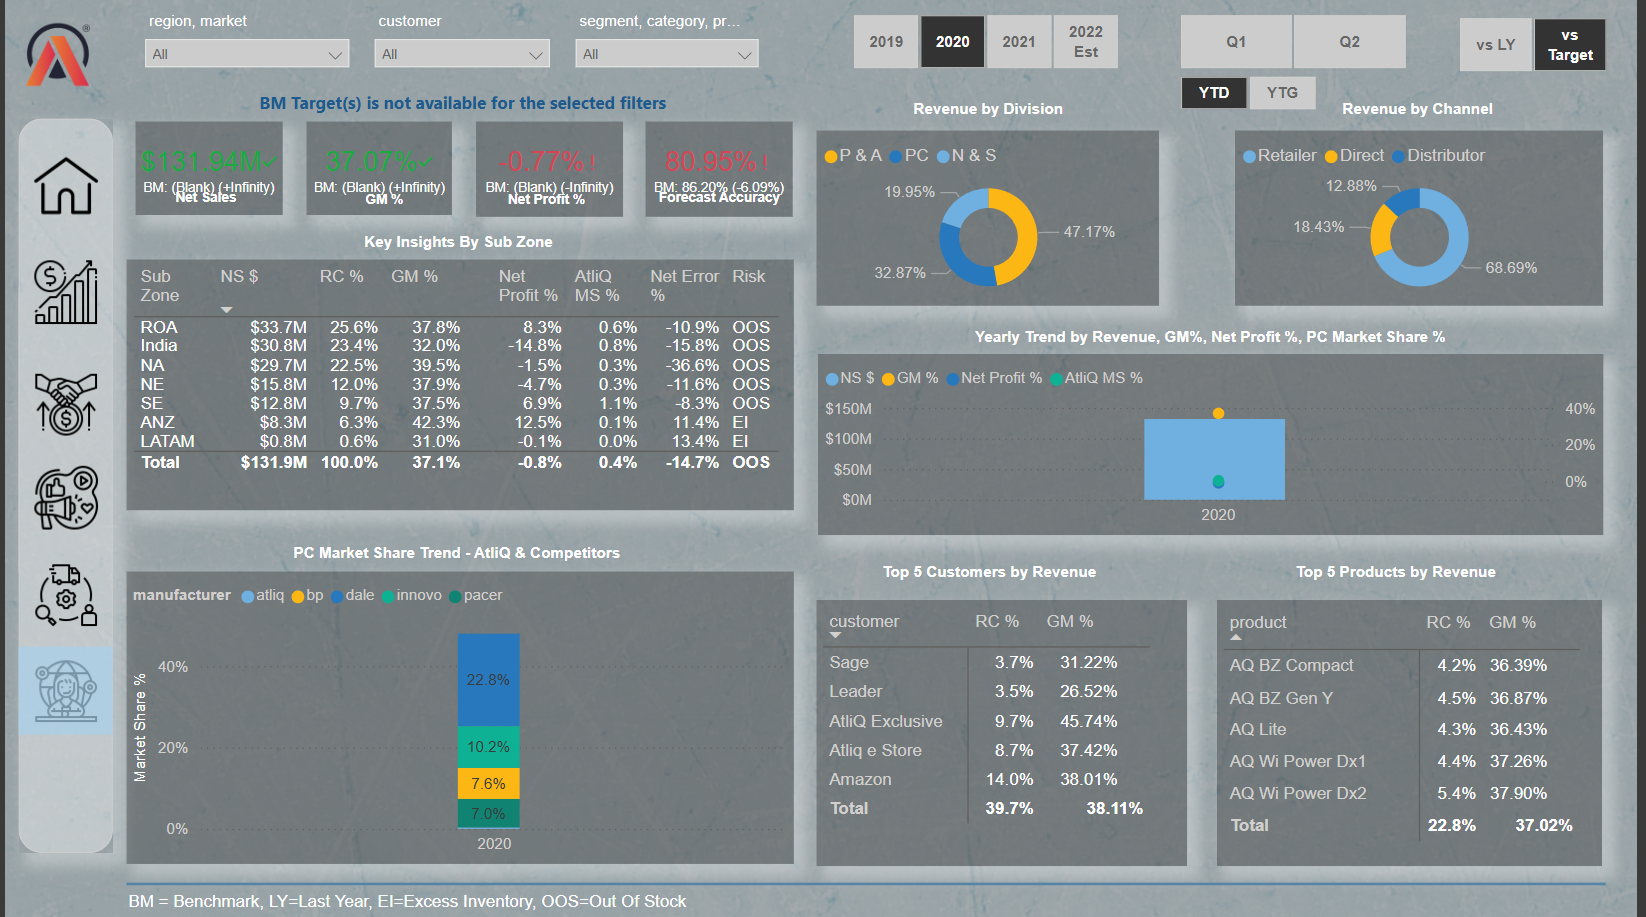 region, market
customer
segment, category, pr...
All
All
All
2019
2020
2021
2022
Est
Q1
Q2
vs LY
vs
Target
YTD
YTG
BM Target(s) is not available for the selected filters
$131.94M✓
BM: (Blank) (+Infinity)
Net Sales
37.07%✓
BM: (Blank) (+Infinity)
GM %
-0.77%!
BM: (Blank) (-Infinity)
Net Profit %
80.95%!
BM: 86.20% (-6.09%)
Forecast Accuracy
Revenue by Division
P & A PC N & S
19.95%
47.17%
32.87%
Revenue by Channel
Retailer Direct Distributor
12.88%
18.43%
68.69%
Key Insights By Sub Zone
Sub Zone NS $ RC % GM % Net Profit % AtliQ MS % Net Error % Risk
ROA $33.7M 25.6% 37.8% 8.3% 0.6% -10.9% OOS
India $30.8M 23.4% 32.0% -14.8% 0.8% -15.8% OOS
NA $29.7M 22.5% 39.5% -1.5% 0.3% -36.6% OOS
NE $15.8M 12.0% 37.9% -4.7% 0.3% -11.6% OOS
SE $12.8M 9.7% 37.5% 6.9% 1.1% -8.3% OOS
ANZ $8.3M 6.3% 42.3% 12.5% 0.1% 11.4% EI
LATAM $0.8M 0.6% 31.0% -0.1% 0.0% 13.4% EI
Total $131.9M 100.0% 37.1% -0.8% 0.4% -14.7% OOS
Yearly Trend by Revenue, GM%, Net Profit %, PC Market Share %
NS $ GM % Net Profit % AtliQ MS %
$150M
$100M
$50M
$0M
40%
20%
0%
2020
PC Market Share Trend - AtliQ & Competitors
manufacturer atliq bp dale innovo pacer
Market Share %
40%
20%
0%
22.8%
10.2%
7.6%
7.0%
2020
Top 5 Customers by Revenue
customer RC % GM %
Sage 3.7% 31.22%
Leader 3.5% 26.52%
AtliQ Exclusive 9.7% 45.74%
Atliq e Store 8.7% 37.42%
Amazon 14.0% 38.01%
Total 39.7% 38.11%
Top 5 Products by Revenue
product RC % GM %
AQ BZ Compact 4.2% 36.39%
AQ BZ Gen Y 4.5% 36.87%
AQ Lite 4.3% 36.43%
AQ Wi Power Dx1 4.4% 37.26%
AQ Wi Power Dx2 5.4% 37.90%
Total 22.8% 37.02%
BM = Benchmark, LY=Last Year, EI=Excess Inventory, OOS=Out Of Stock